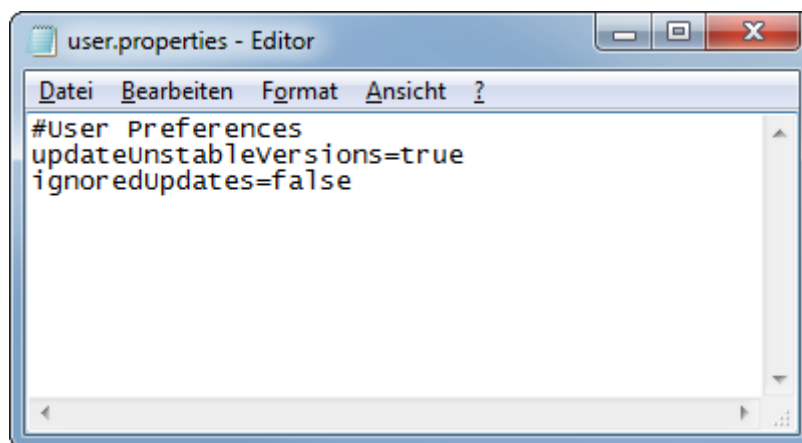 user.properties - Editor
Datei Bearbeiten Format Ansicht ?
#User Preferences
updateUnstableVersions=true
ignoredUpdates=false